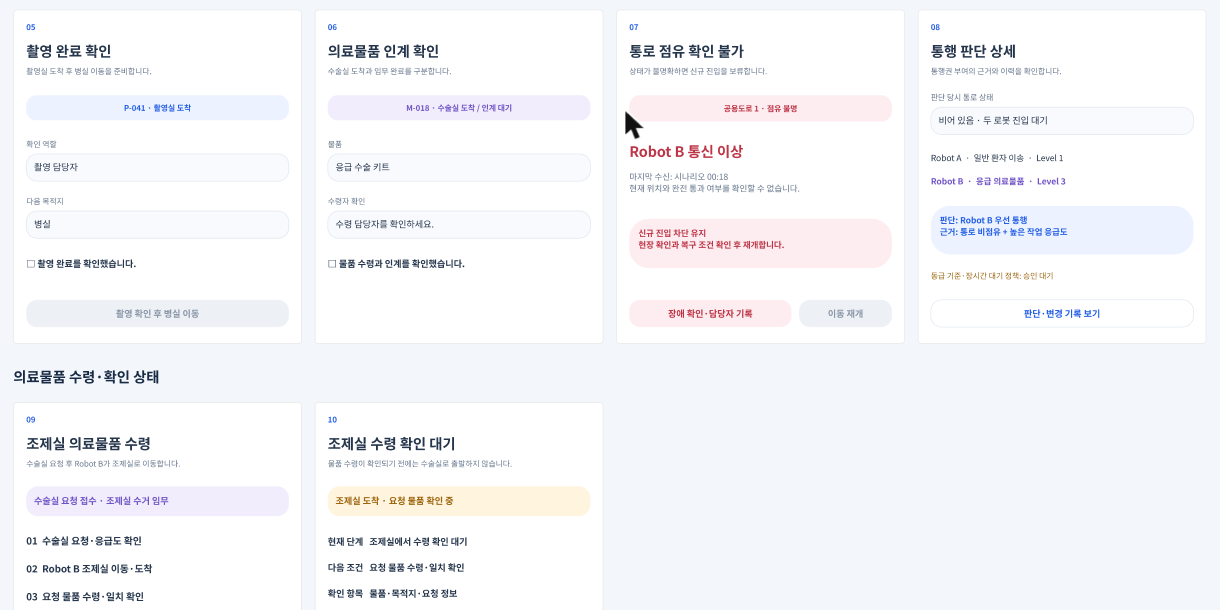 05
촬영 완료 확인
촬영실 도착 후 병실 이동을 준비합니다.
P-041 · 촬영실 도착
확인 역할
촬영 담당자
다음 목적지
병실
☐ 촬영 완료를 확인했습니다.
촬영 확인 후 병실 이동
06
의료물품 인계 확인
수술실 도착과 임무 완료를 구분합니다.
M-018 · 수술실 도착 / 인계 대기
물품
응급 수술 키트
수령자 확인
수령 담당자를 확인하세요.
☐ 물품 수령과 인계를 확인했습니다.
07
통로 점유 확인 불가
상태가 불명확하면 신규 진입을 보류합니다.
공용도로 1 · 점유 불명
Robot B 통신 이상
마지막 수신: 시나리오 00:18
현재 위치와 완전 통과 여부를 확인할 수 없습니다.
신규 진입 차단 유지
현장 확인과 복구 조건 확인 후 재개합니다.
장애 확인·담당자 기록
이동 재개
08
통행 판단 상세
통행권 부여의 근거와 이력을 확인합니다.
판단 당시 통로 상태
비어 있음 · 두 로봇 진입 대기
Robot A · 일반 환자 이송 · Level 1
Robot B · 응급 의료물품 · Level 3
판단: Robot B 우선 통행
근거: 통로 비점유 + 높은 작업 응급도
등급 기준·장시간 대기 정책: 승인 대기
판단·변경 기록 보기
의료물품 수령·확인 상태
09
조제실 의료물품 수령
수술실 요청 후 Robot B가 조제실로 이동합니다.
수술실 요청 접수 · 조제실 수거 임무
01 수술실 요청·응급도 확인
02 Robot B 조제실 이동·도착
03 요청 물품 수령·일치 확인
10
조제실 수령 확인 대기
물품 수령이 확인되기 전에는 수술실로 출발하지 않습니다.
조제실 도착 · 요청 물품 확인 중
현재 단계 조제실에서 수령 확인 대기
다음 조건 요청 물품 수령·일치 확인
확인 항목 물품·목적지·요청 정보